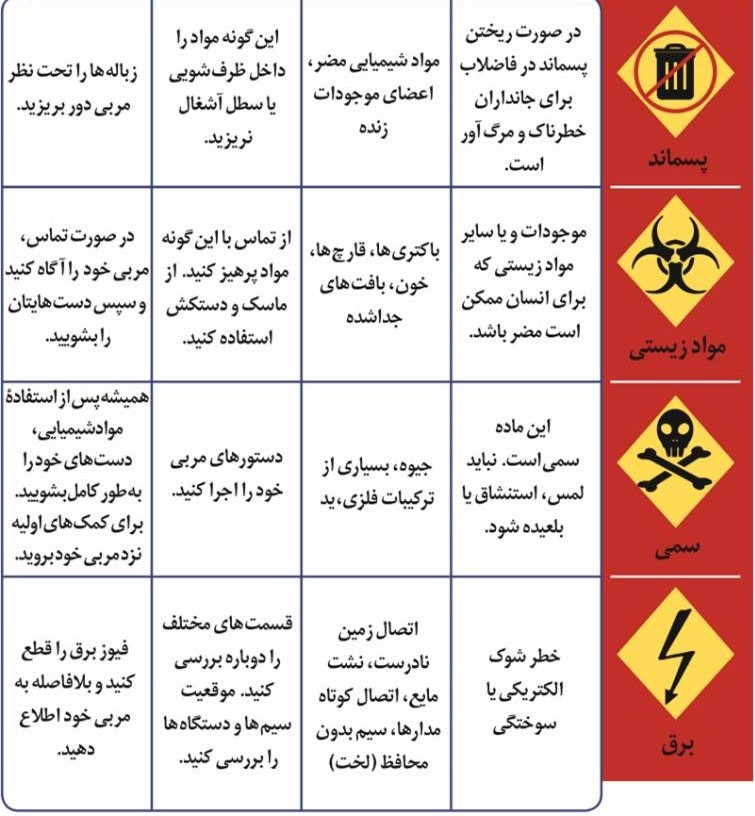 پسماند
در صورت ریختن
پسماند در فاضلاب
برای جانداران
خطرناک و مرگ آور
است.
مواد شیمیایی مضر،
اعضای موجودات
زنده
این گونه مواد را
داخل ظرف‌شویی
یا سطل آشغال
نریزید.
زباله‌ها را تحت نظر
مربی دور بریزید.
مواد زیستی
موجودات و یا سایر
مواد زیستی که
برای انسان ممکن
است مضر باشد.
باکتری‌ها، قارچ‌ها،
خون، بافت‌های
جداشده
از تماس با این گونه
مواد پرهیز کنید. از
ماسک و دستکش
استفاده کنید.
در صورت تماس،
مربی خود را آگاه کنید
و سپس دست‌هایتان
را بشویید.
سمی
این ماده
سمی است. نباید
لمس، استنشاق یا
بلعیده شود.
جیوه، بسیاری از
ترکیبات فلزی، ید
دستورهای مربی
خود را اجرا کنید.
همیشه پس از استفادهٔ
مواد شیمیایی،
دست‌های خود را
به‌طور کامل بشویید.
برای کمک‌های اولیه
نزد مربی خود بروید.
برق
خطر شوک
الکتریکی یا
سوختگی
اتصال زمین
نادرست، نشت
مایع، اتصال کوتاه
مدارها، سیم بدون
محافظ (لخت)
قسمت‌های مختلف
را دوباره بررسی
کنید. موقعیت
سیم‌ها و دستگاه‌ها
را بررسی کنید.
فیوز برق را قطع
کنید و بلافاصله به
مربی خود اطلاع
دهید.